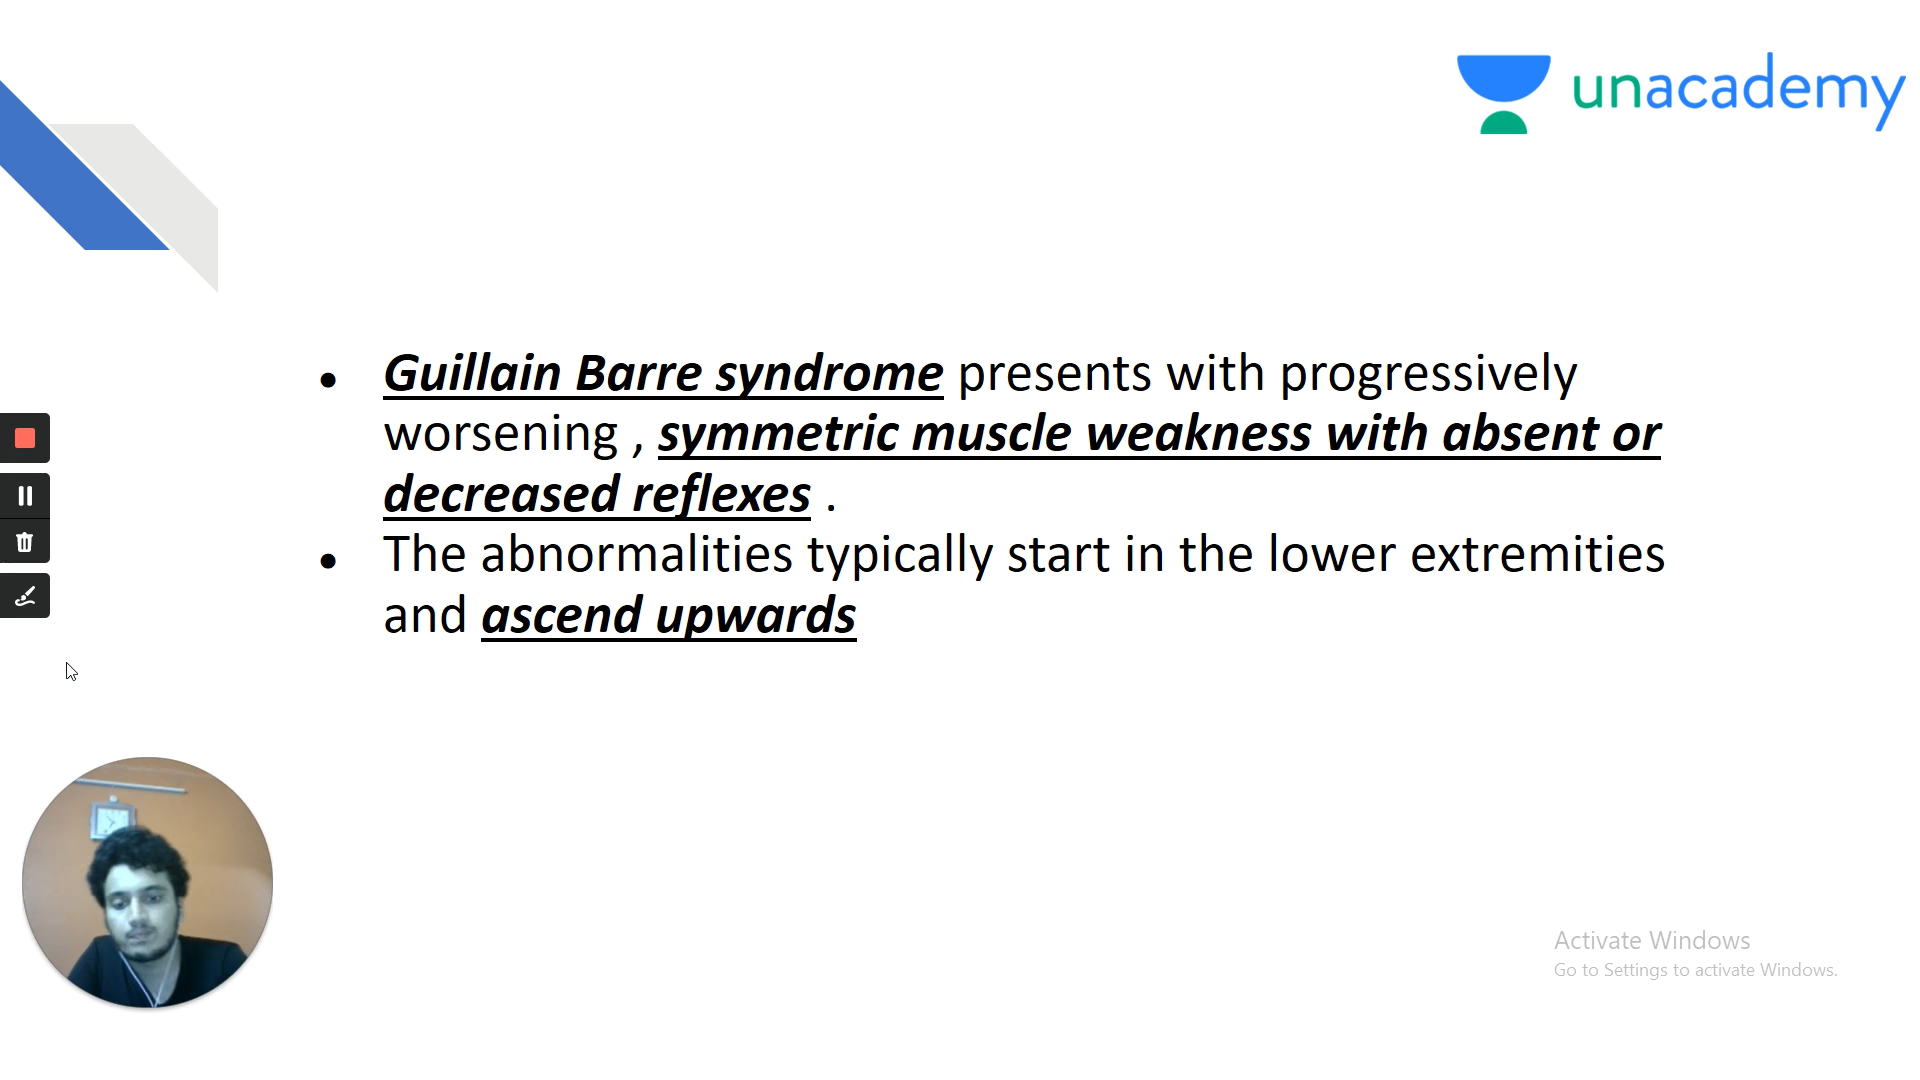 unacademy
• Guillain Barre syndrome presents with progressively
worsening , symmetric muscle weakness with absent or
decreased reflexes .
• The abnormalities typically start in the lower extremities
and ascend upwards
Activate Windows
Go to Settings to activate Windows.